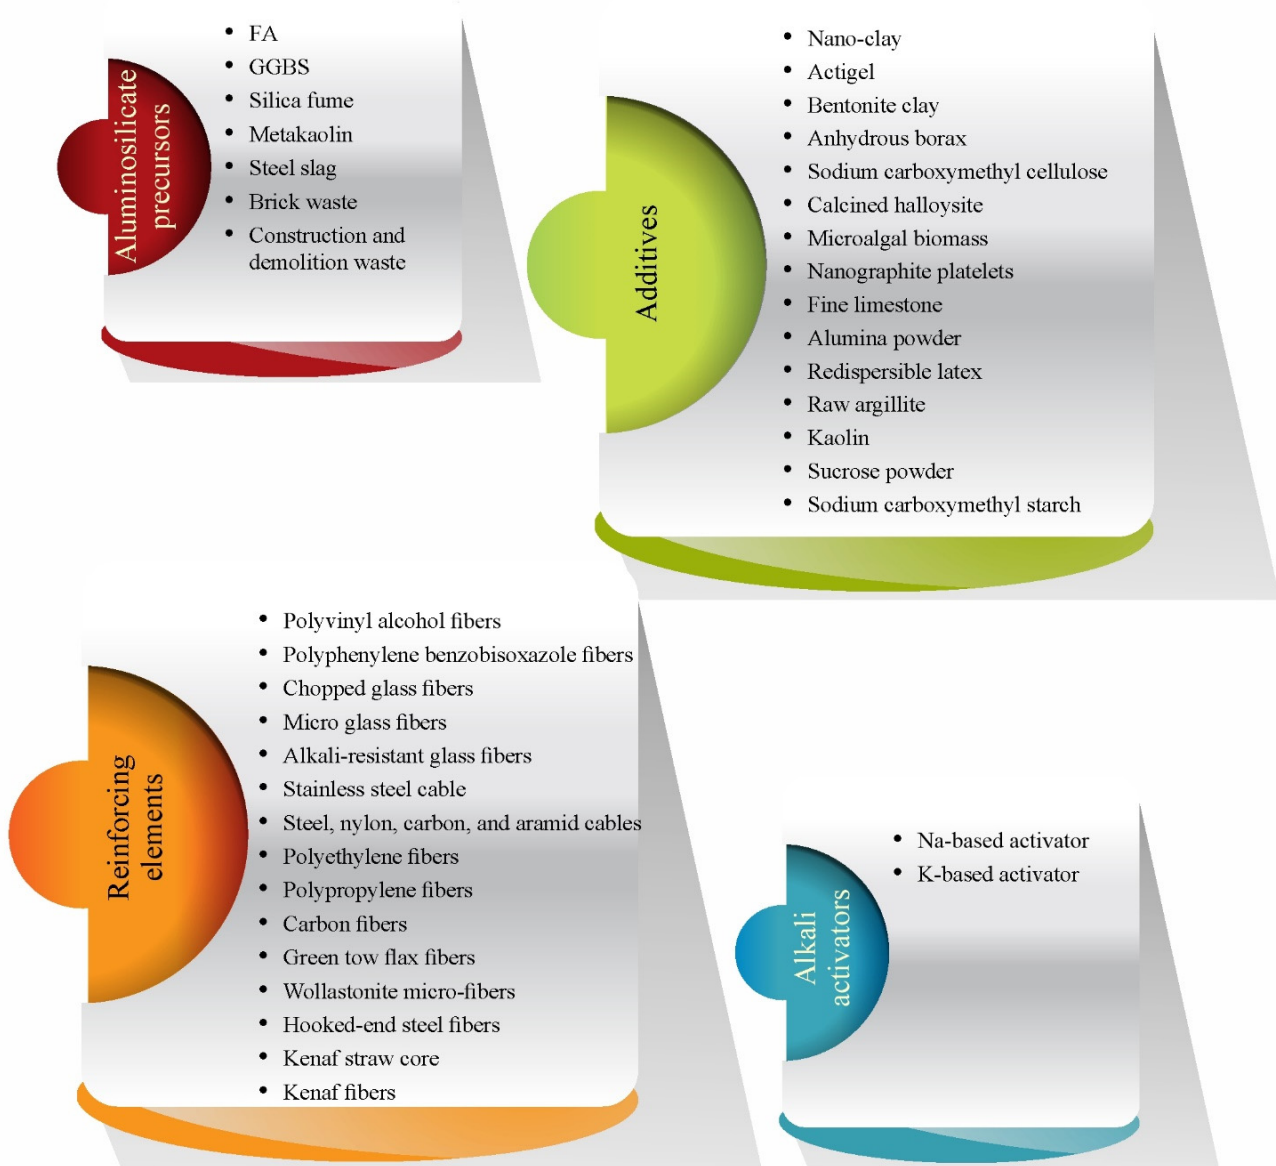 Aluminosilicate
precursors
• FA
• GGBS
• Silica fume
• Metakaolin
• Steel slag
• Brick waste
• Construction and
demolition waste
Additives
• Nano-clay
• Actigel
• Bentonite clay
• Anhydrous borax
• Sodium carboxymethyl cellulose
• Calcined halloysite
• Microalgal biomass
• Nanographite platelets
• Fine limestone
• Alumina powder
• Redispersible latex
• Raw argillite
• Kaolin
• Sucrose powder
• Sodium carboxymethyl starch
Reinforcing
elements
• Polyvinyl alcohol fibers
• Polyphenylene benzobisoxazole fibers
• Chopped glass fibers
• Micro glass fibers
• Alkali-resistant glass fibers
• Stainless steel cable
• Steel, nylon, carbon, and aramid cables
• Polyethylene fibers
• Polypropylene fibers
• Carbon fibers
• Green tow flax fibers
• Wollastonite micro-fibers
• Hooked-end steel fibers
• Kenaf straw core
• Kenaf fibers
Alkali
activators
• Na-based activator
• K-based activator